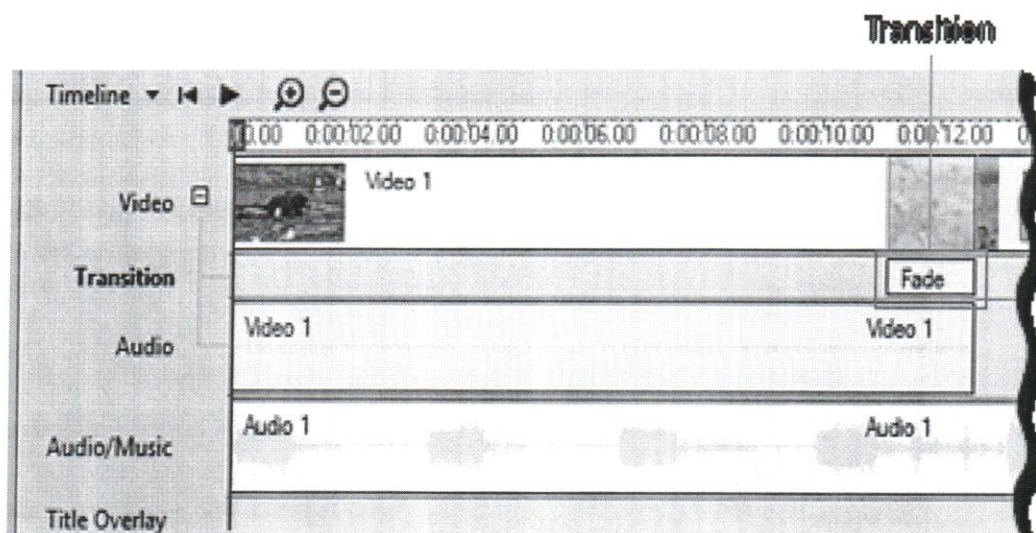 Transition
Timeline
00.00 0:00:02.00 0:00:04.00 0:00:06.00 0:00:08.00 0:00:10.00 0:00:12.00
Video Video 1
Transition Fade
Video 1 Video 1
Audio
Audio 1 Audio 1
Audio/Music
Title Overlay